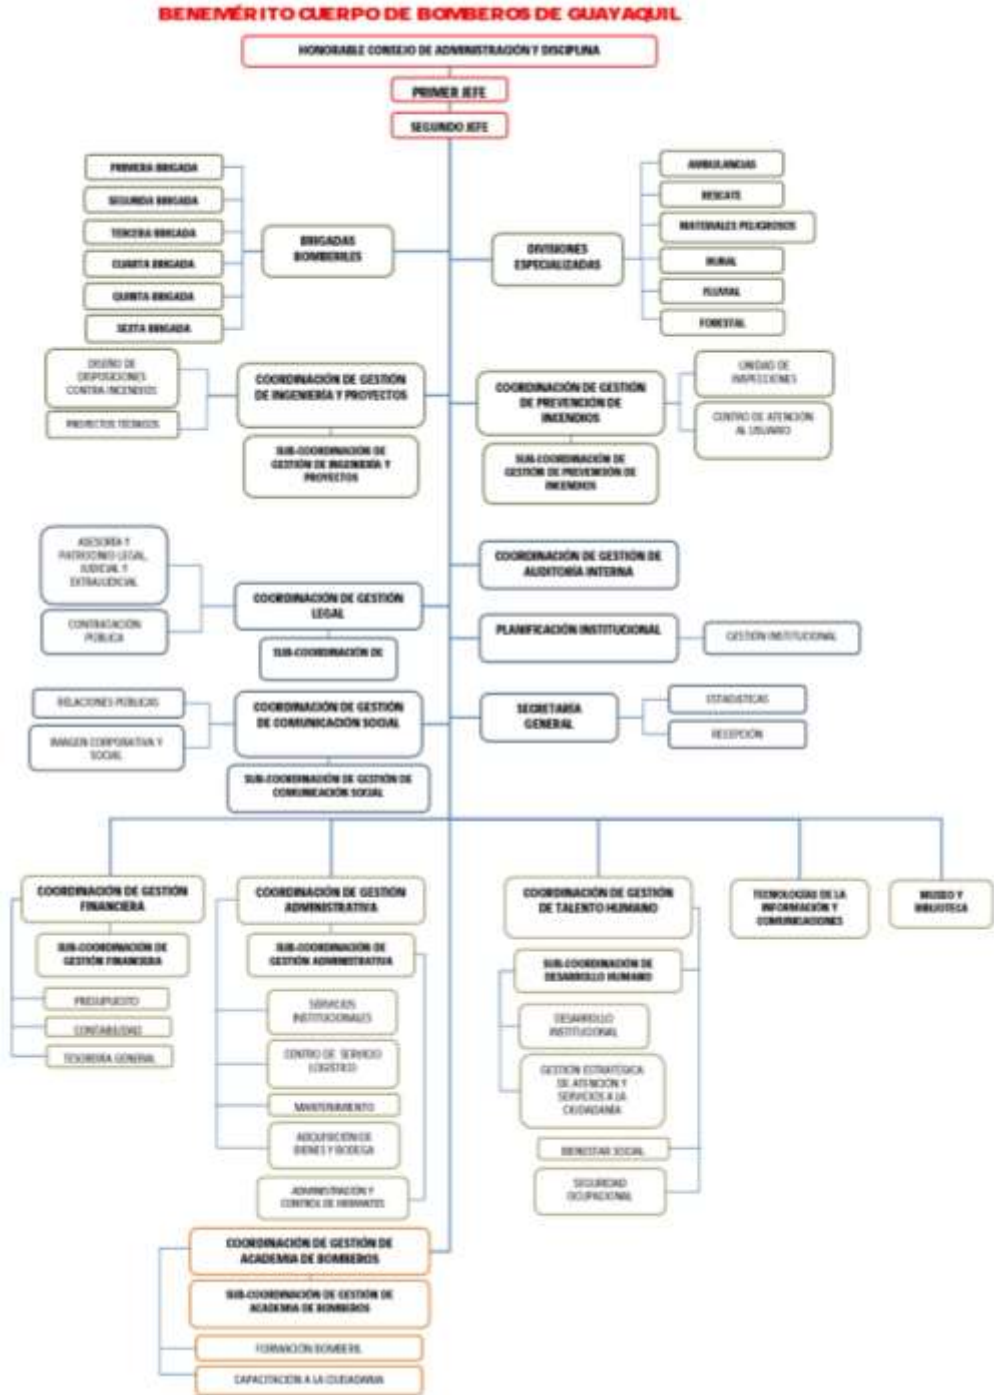 BENEMÉRITO CUERPO DE BOMBEROS DE GUAYAQUIL
HONORABLE CONSEJO DE ADMINISTRACIÓN Y DISCIPLINA
PRIMER JEFE
SEGUNDO JEFE
PRIMERA BRIGADA
SEGUNDA BRIGADA
TERCERA BRIGADA
CUARTA BRIGADA
QUINTA BRIGADA
SEXTA BRIGADA
BRIGADAS
BOMBERILES
DIVISIONES
ESPECIALIZADAS
AMBULANCIAS
RESCATE
MATERIALES PELIGROSOS
RURAL
FLUVIAL
FORESTAL
DISEÑO DE
DISPOSICIONES
CONTRA INCENDIOS
PROYECTOS TÉCNICOS
COORDINACIÓN DE GESTIÓN
DE INGENIERÍA Y PROYECTOS
SUB-COORDINACIÓN DE
GESTIÓN DE INGENIERÍA Y
PROYECTOS
COORDINACIÓN DE GESTIÓN
DE PREVENCIÓN DE
INCENDIOS
SUB-COORDINACIÓN DE
GESTIÓN DE PREVENCIÓN DE
INCENDIOS
UNIDAD DE
INSPECCIONES
CENTRO DE ATENCIÓN
AL USUARIO
ASESORÍA Y
PATROCINIO LEGAL,
JUDICIAL Y
EXTRAJUDICIAL
CONTRATACIÓN
PÚBLICA
COORDINACIÓN DE GESTIÓN
LEGAL
SUB-COORDINACIÓN DE
COORDINACIÓN DE GESTIÓN DE
AUDITORÍA INTERNA
PLANIFICACIÓN INSTITUCIONAL
GESTIÓN INSTITUCIONAL
RELACIONES PÚBLICAS
IMAGEN CORPORATIVA Y
SOCIAL
COORDINACIÓN DE GESTIÓN
DE COMUNICACIÓN SOCIAL
SUB-COORDINACIÓN DE GESTIÓN DE
COMUNICACIÓN SOCIAL
SECRETARÍA
GENERAL
ESTADISTICAS
RECEPCIÓN
COORDINACIÓN DE GESTIÓN
FINANCIERA
SUB-COORDINACIÓN DE
GESTIÓN FINANCIERA
PRESUPUESTO
CONTABILIDAD
TESORERÍA GENERAL
COORDINACIÓN DE GESTIÓN
ADMINISTRATIVA
SUB-COORDINACIÓN DE
GESTIÓN ADMINISTRATIVA
SERVICIOS
INSTITUCIONALES
CENTRO DE SERVICIO
LOGÍSTICO
MANTENIMIENTO
ADQUISICIÓN DE
BIENES Y BODEGA
ADMINISTRACIÓN Y
CONTROL DE HIDRANTES
COORDINACIÓN DE GESTIÓN
DE TALENTO HUMANO
SUB-COORDINACIÓN DE
DESARROLLO HUMANO
DESARROLLO
INSTITUCIONAL
GESTIÓN ESTRATÉGICA
DE ATENCIÓN Y
SERVICIOS A LA
CIUDADANÍA
BIENESTAR SOCIAL
SEGURIDAD
OCUPACIONAL
TECNOLOGÍAS DE LA
INFORMACIÓN Y
COMUNICACIONES
MUSEO Y
BIBLIOTECA
COORDINACIÓN DE GESTIÓN DE
ACADEMIA DE BOMBEROS
SUB-COORDINACIÓN DE GESTIÓN DE
ACADEMIA DE BOMBEROS
FORMACIÓN BOMBERIL
CAPACITACIÓN A LA CIUDADANIA